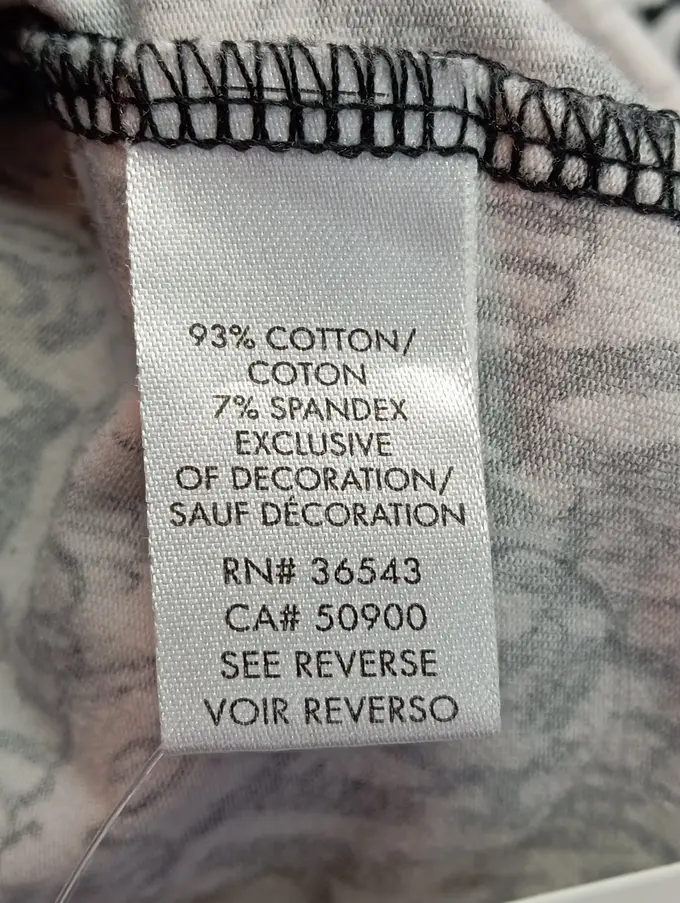 93% COTTON/
COTON
7% SPANDEX
EXCLUSIVE
OF DECORATION/
SAUF DÉCORATION
RN# 36543
CA# 50900
SEE REVERSE
VOIR REVERSO